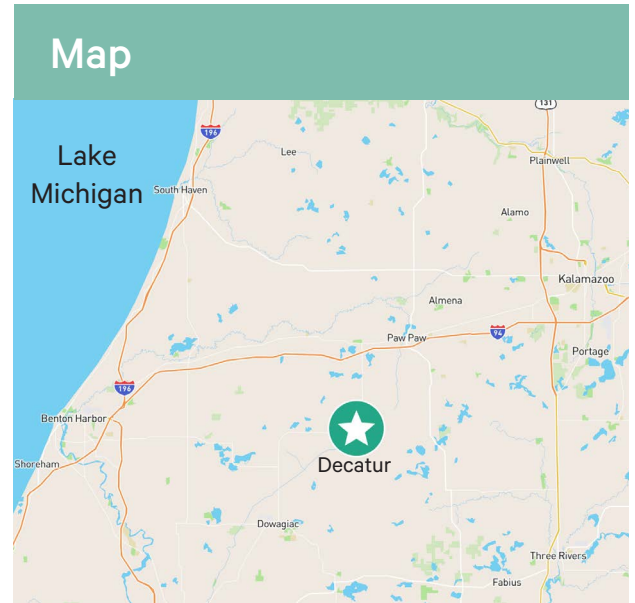 Map
131
Lake
Michigan
196
Lee
Plainwell
South Haven
Alamo
Kalamazoo
Almena
Paw Paw
94
Portage
196
Benton Harbor
Decatur
Shoreham
Dowagiac
Three Rivers
Fabius